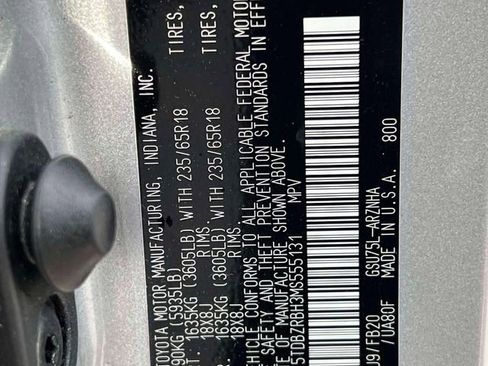 TOYOTA MOTOR MANUFACTURING, INDIANA, INC.
90KG (5935LB)
1635KG (3605LB) WITH 235/65R18 TIRES,
18X8J RIMS,
1635KG (3605LB) WITH 235/65R18 TIRES,
18X8J RIMS,
VEHICLE CONFORMS TO ALL APPLICABLE FEDERAL MOTOR
SAFETY AND THEFT PREVENTION STANDARDS IN EFF
OF MANUFACTURE SHOWN ABOVE.
5TDBZRBH3MS555131 MPV
J9/FB20 GSU75L-ARZNHA
/UA80F MADE IN U.S.A. 800